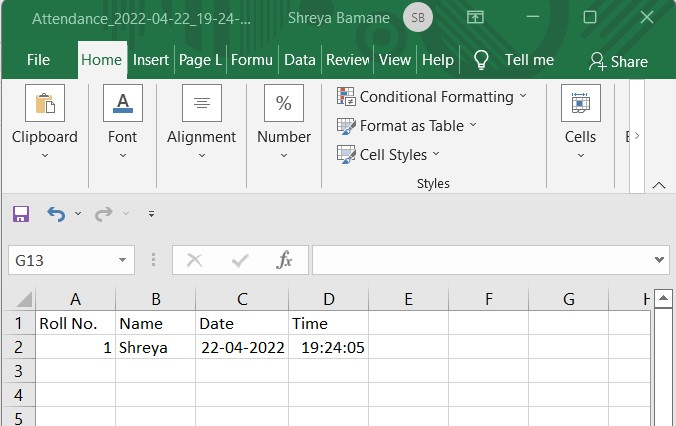 Attendance_2022-04-22_19-24-... Shreya Bamane SB
File Home Insert Page L Formu Data Review View Help Tell me Share
Clipboard Font Alignment % Number Conditional Formatting Format as Table Cell Styles Styles Cells
G13 fx
A B C D E F G H
1 Roll No. Name Date Time
2 1 Shreya 22-04-2022 19:24:05
3
4
5